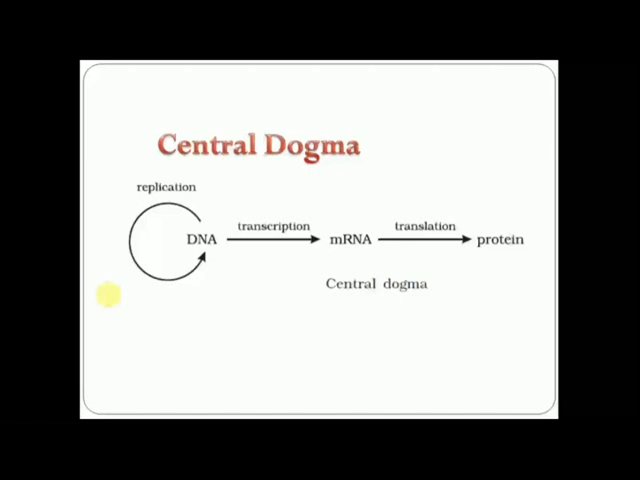 Central Dogma
replication
transcription
translation
DNA
mRNA
protein
Central dogma